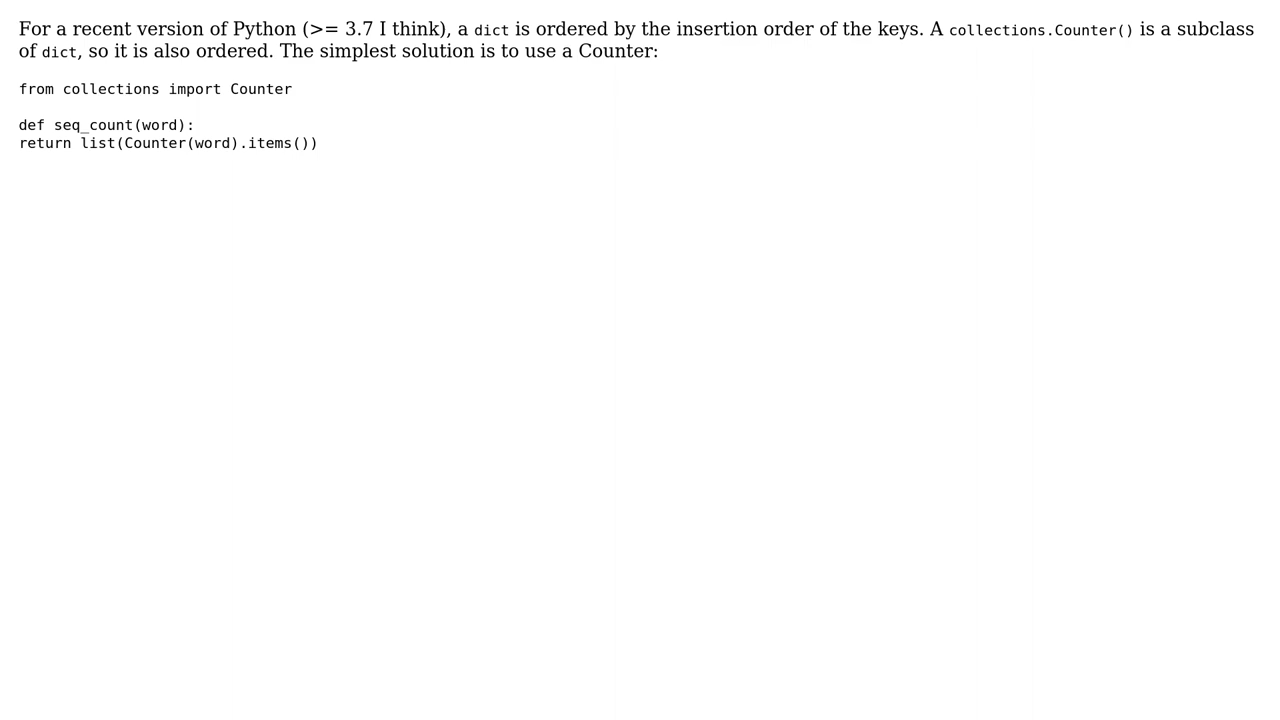 For a recent version of Python (>= 3.7 I think), a dict is ordered by the insertion order of the keys. A collections.Counter() is a subclass
of dict, so it is also ordered. The simplest solution is to use a Counter:
from collections import Counter
def seq_count(word):
return list(Counter(word).items())